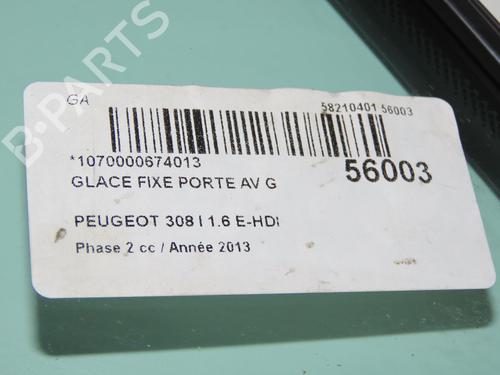 B-PARTS
GA
58210401 56003
*1070000674013
56003
GLACE FIXE PORTE AV G
PEUGEOT 308 I 1.6 E-HDI
Phase 2 cc / Année 2013